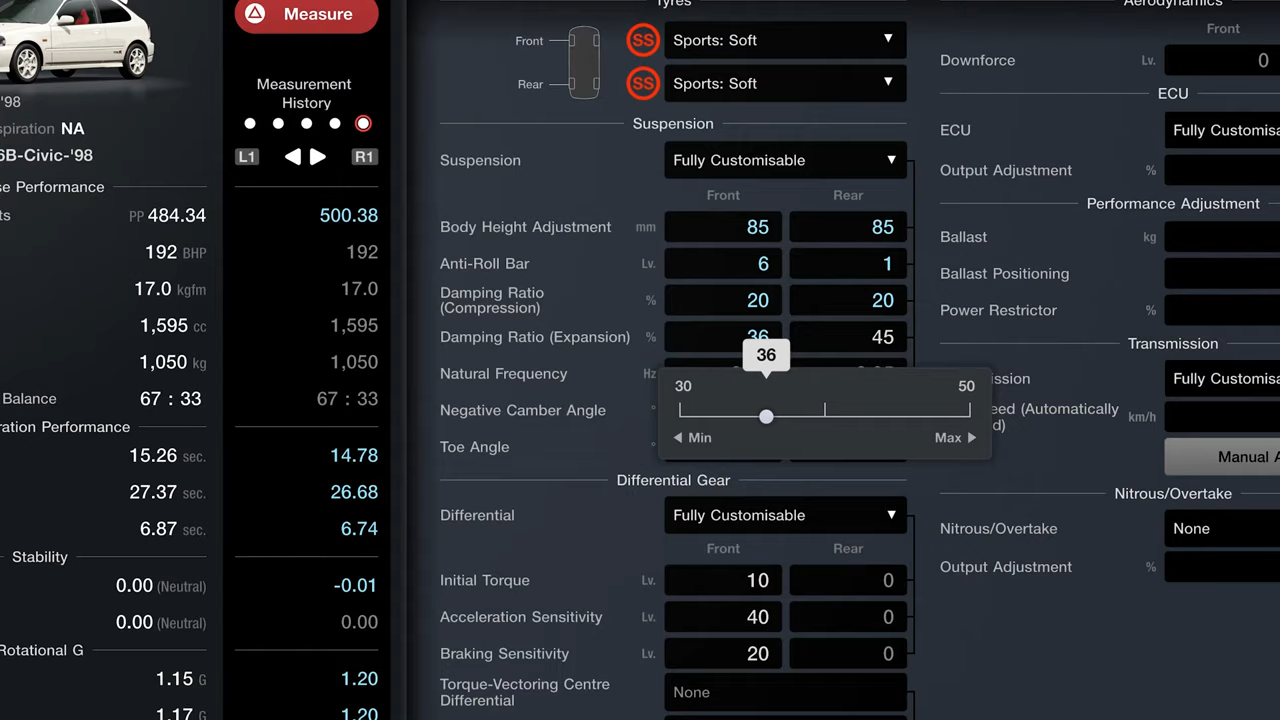 '98
spiration NA
6B-Civic-'98
se Performance
ts PP 484.34
192 BHP
17.0 kgfm
1,595 cc
1,050 kg
Balance 67 : 33
ration Performance
15.26 sec.
27.37 sec.
6.87 sec.
Stability
0.00 (Neutral)
0.00 (Neutral)
Rotational G
1.15 G
1.17 G
Measure
Measurement
History
L1 R1
500.38
192
17.0
1,595
1,050
67 : 33
14.78
26.68
6.74
-0.01
0.00
1.20
1.20
Tyres
Front SS Sports: Soft
Rear SS Sports: Soft
Suspension
Suspension Fully Customisable
Front Rear
Body Height Adjustment mm 85 85
Anti-Roll Bar Lv. 6 1
Damping Ratio
(Compression) % 20 20
Damping Ratio (Expansion) % 36 45
36
Natural Frequency Hz
30 50
Negative Camber Angle °
Min Max
Toe Angle °
Differential Gear
Differential Fully Customisable
Front Rear
Initial Torque Lv. 10 0
Acceleration Sensitivity Lv. 40 0
Braking Sensitivity Lv. 20 0
Torque-Vectoring Centre
Differential None
Aerodynamics
Front
Downforce Lv. 0
ECU
ECU Fully Customisa
Output Adjustment %
Performance Adjustment
Ballast kg
Ballast Positioning
Power Restrictor %
Transmission
ission Fully Customisa
eed (Automatically
d) km/h
Manual A
Nitrous/Overtake
Nitrous/Overtake None
Output Adjustment %